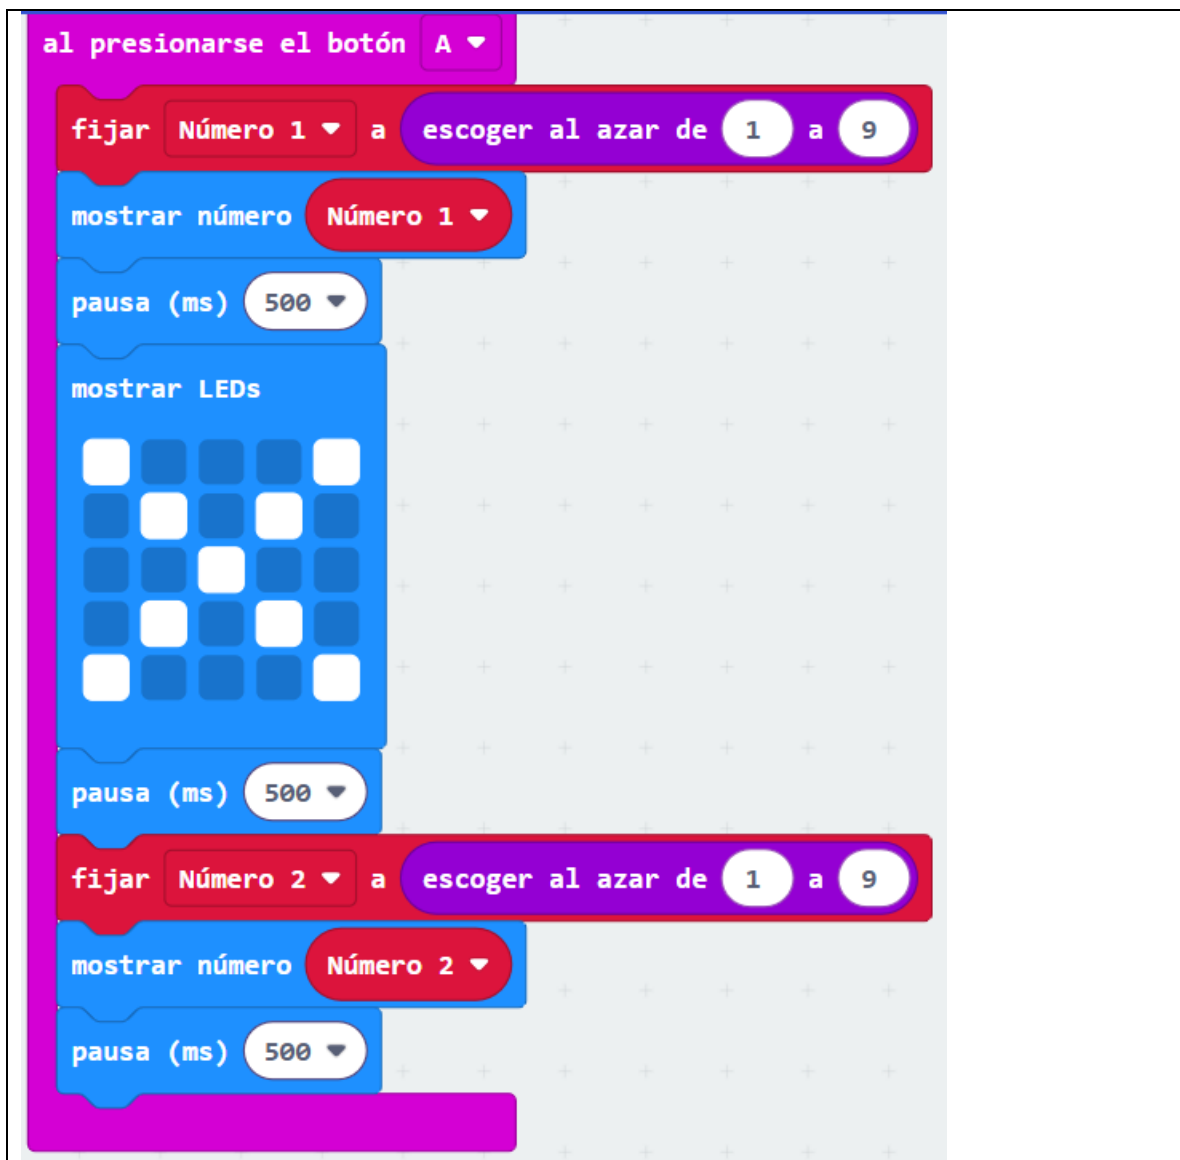 al presionarse el botón A
fijar Número 1 a escoger al azar de 1 a 9
mostrar número Número 1
pausa (ms) 500
mostrar LEDs
pausa (ms) 500
fijar Número 2 a escoger al azar de 1 a 9
mostrar número Número 2
pausa (ms) 500